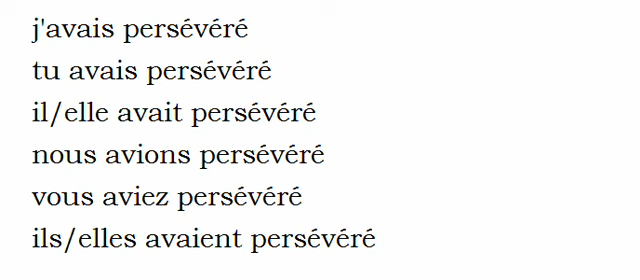 j'avais persévéré
tu avais persévéré
il/elle avait persévéré
nous avions persévéré
vous aviez persévéré
ils/elles avaient persévéré